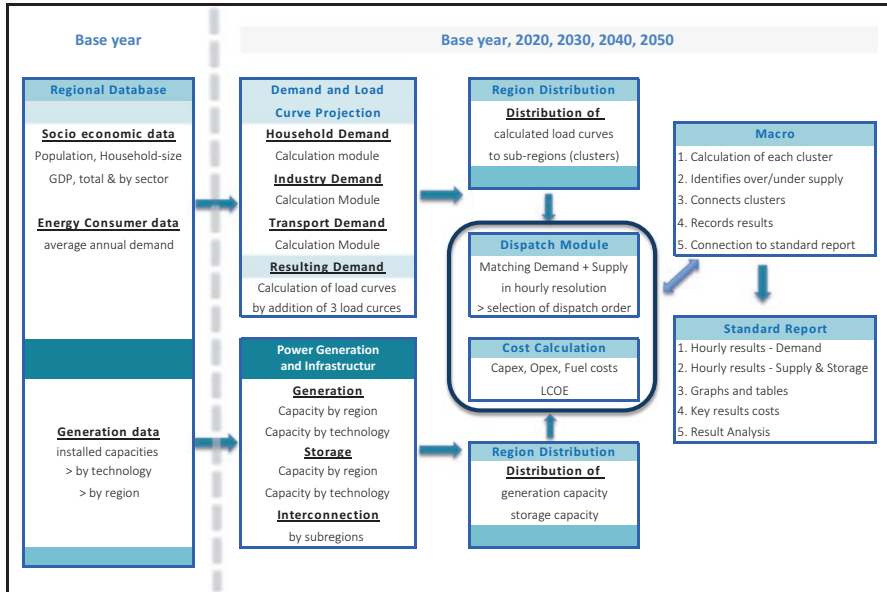 Base year
Base year, 2020, 2030, 2040, 2050
Regional Database
Socio economic data
Population, Household-size
GDP, total & by sector
Energy Consumer data
average annual demand
Generation data
installed capacities
> by technology
> by region
Demand and Load
Curve Projection
Household Demand
Calculation module
Industry Demand
Calculation Module
Transport Demand
Calculation Module
Resulting Demand
Calculation of load curves
by addition of 3 load curces
Power Generation
and Infrastructur
Generation
Capacity by region
Capacity by technology
Storage
Capacity by region
Capacity by technology
Interconnection
by subregions
Region Distribution
Distribution of
calculated load curves
to sub-regions (clusters)
Dispatch Module
Matching Demand + Supply
in hourly resolution
> selection of dispatch order
Cost Calculation
Capex, Opex, Fuel costs
LCOE
Region Distribution
Distribution of
generation capacity
storage capacity
Macro
1. Calculation of each cluster
2. Identifies over/under supply
3. Connects clusters
4. Records results
5. Connection to standard report
Standard Report
1. Hourly results - Demand
2. Hourly results - Supply & Storage
3. Graphs and tables
4. Key results costs
5. Result Analysis